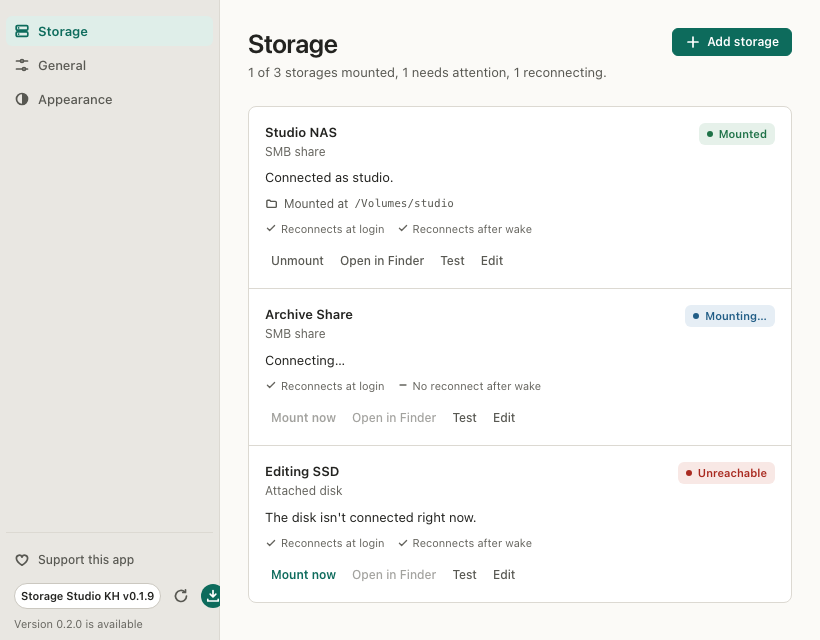 Storage
General
Appearance
Support this app
Storage Studio KH v0.1.9
Version 0.2.0 is available
Storage
Add storage
1 of 3 storages mounted, 1 needs attention, 1 reconnecting.
Studio NAS
Mounted
SMB share
Connected as studio.
Mounted at /Volumes/studio
Reconnects at login Reconnects after wake
Unmount Open in Finder Test Edit
Archive Share
Mounting...
SMB share
Connecting...
Reconnects at login No reconnect after wake
Mount now Open in Finder Test Edit
Editing SSD
Unreachable
Attached disk
The disk isn't connected right now.
Reconnects at login Reconnects after wake
Mount now Open in Finder Test Edit